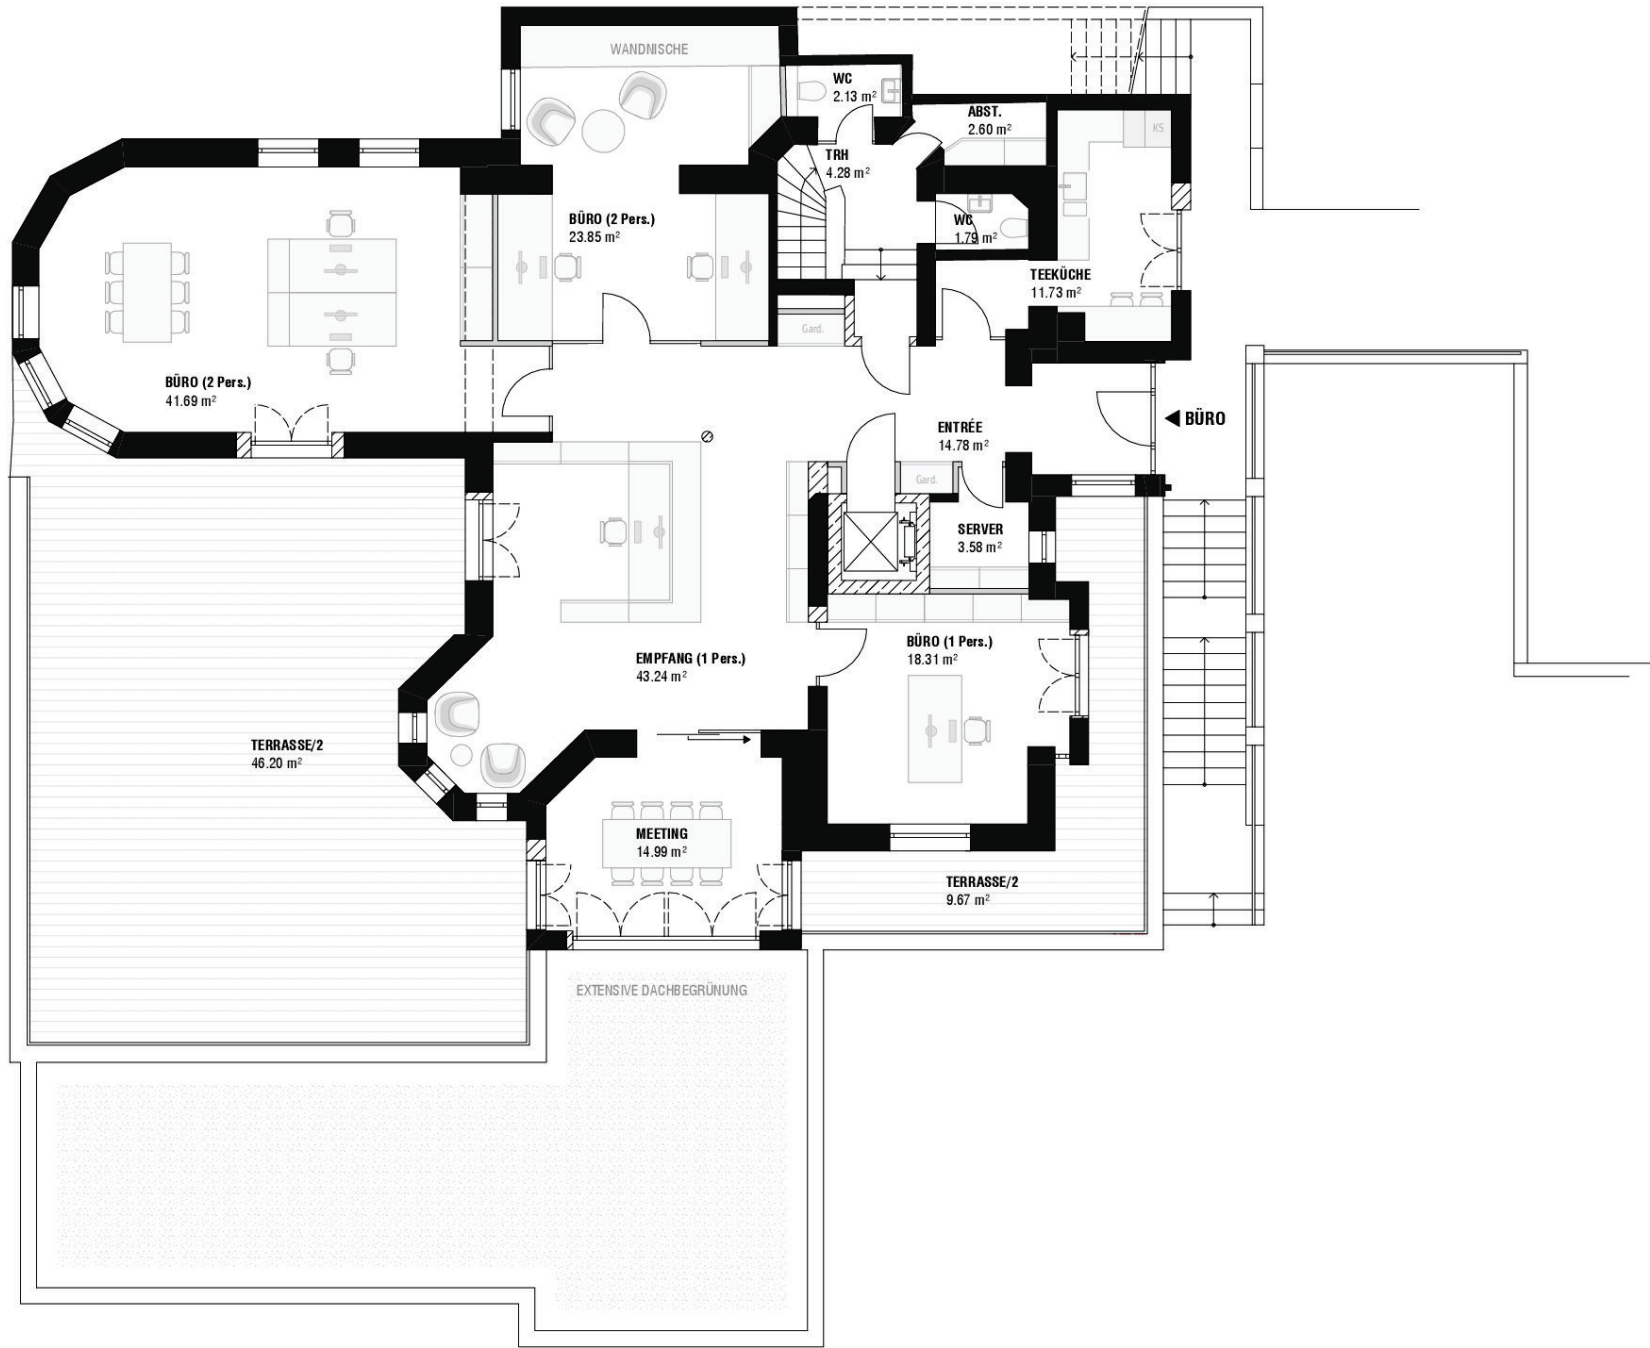 WANDNISCHE
WC
2.13 m²
ABST.
2.60 m²
KS
TRH
4.28 m²
BÜRO (2 Pers.)
23.85 m²
WC
1.79 m²
TEEKÜCHE
11.73 m²
Gard.
BÜRO (2 Pers.)
41.69 m²
BÜRO
ENTRÉE
14.78 m²
Gard.
SERVER
3.58 m²
EMPFANG (1 Pers.)
43.24 m²
BÜRO (1 Pers.)
18.31 m²
TERRASSE/2
46.20 m²
MEETING
14.99 m²
TERRASSE/2
9.67 m²
EXTENSIVE DACHBEGRÜNUNG